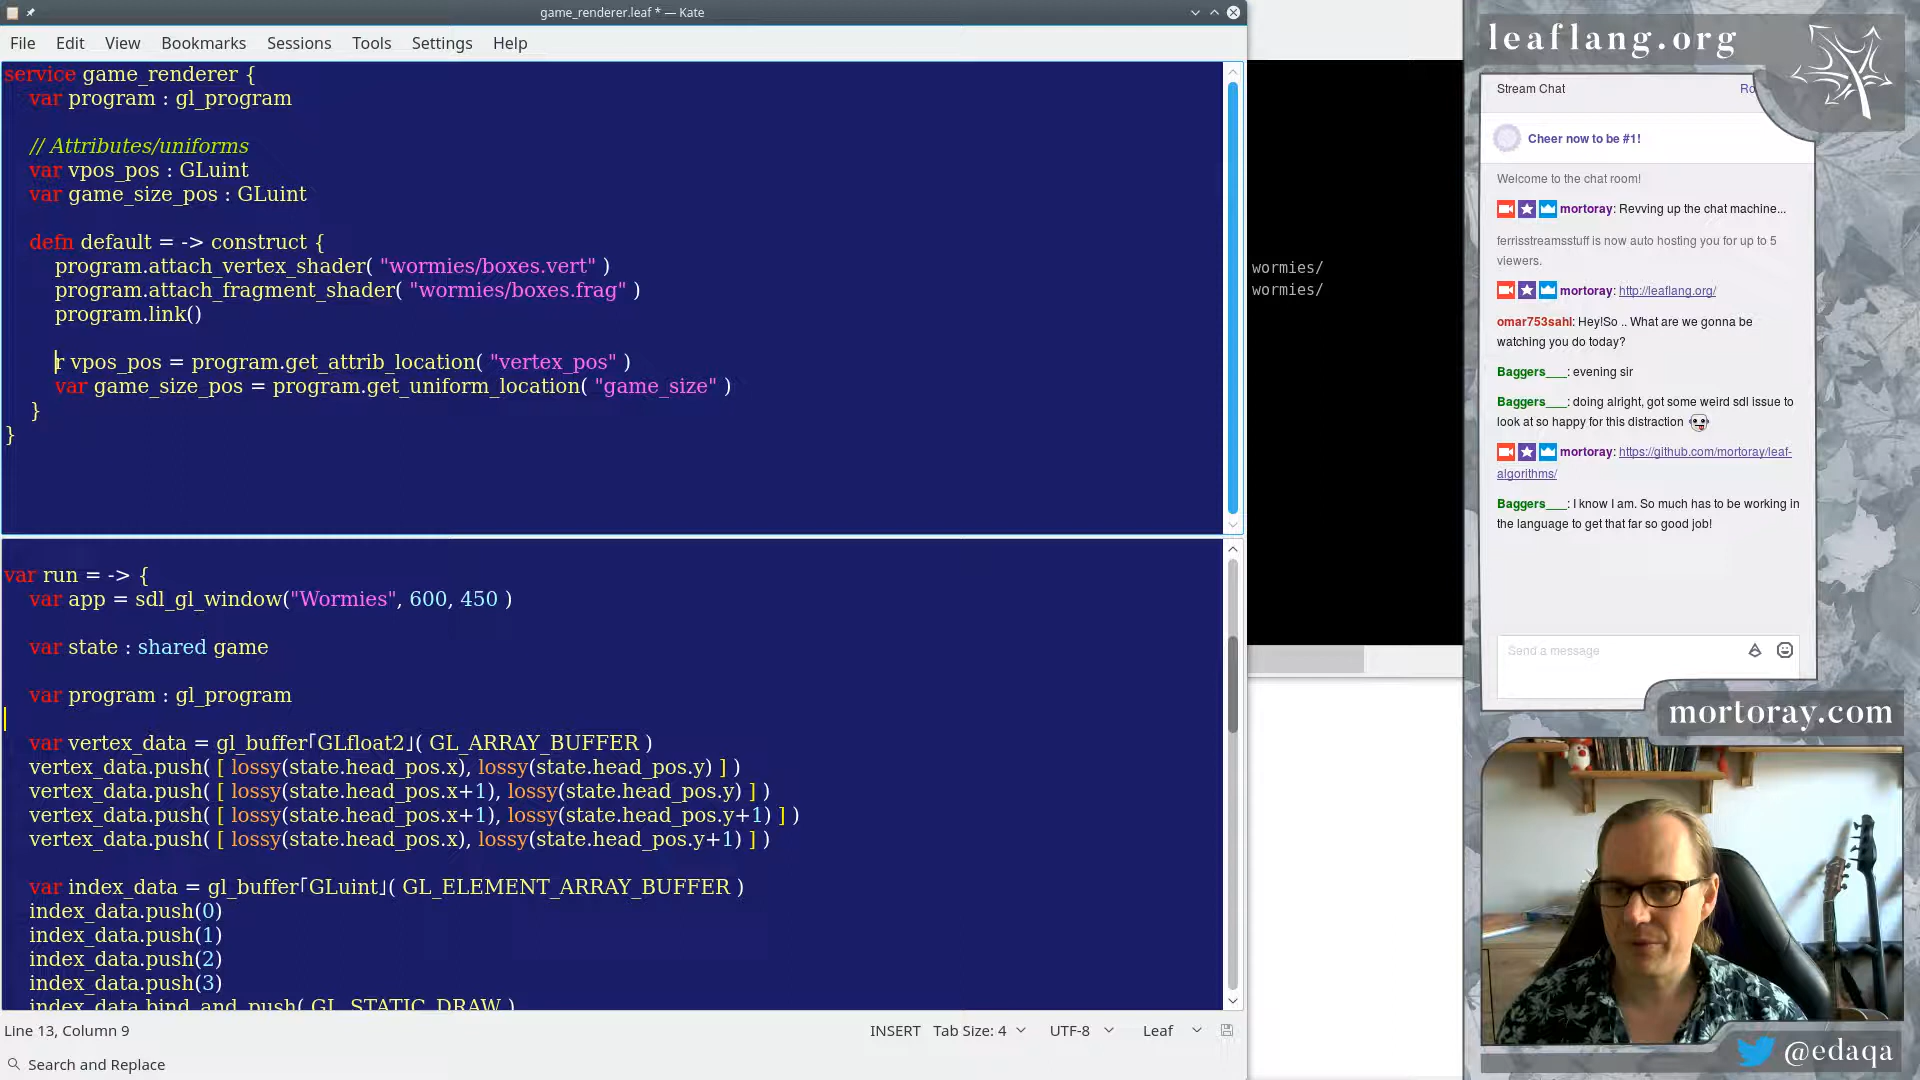 game_renderer.leaf * — Kate
File Edit View Bookmarks Sessions Tools Settings Help
service game_renderer {
var program : gl_program
// Attributes/uniforms
var vpos_pos : GLuint
var game_size_pos : GLuint
defn default = -> construct {
program.attach_vertex_shader( "wormies/boxes.vert" )
program.attach_fragment_shader( "wormies/boxes.frag" )
program.link()
r vpos_pos = program.get_attrib_location( "vertex_pos" )
var game_size_pos = program.get_uniform_location( "game_size" )
}
}
var run = -> {
var app = sdl_gl_window("Wormies", 600, 450 )
var state : shared game
var program : gl_program
var vertex_data = gl_buffer｢GLfloat2｣( GL_ARRAY_BUFFER )
vertex_data.push( [ lossy(state.head_pos.x), lossy(state.head_pos.y) ] )
vertex_data.push( [ lossy(state.head_pos.x+1), lossy(state.head_pos.y) ] )
vertex_data.push( [ lossy(state.head_pos.x+1), lossy(state.head_pos.y+1) ] )
vertex_data.push( [ lossy(state.head_pos.x), lossy(state.head_pos.y+1) ] )
var index_data = gl_buffer｢GLuint｣( GL_ELEMENT_ARRAY_BUFFER )
index_data.push(0)
index_data.push(1)
index_data.push(2)
index_data.push(3)
index_data.bind_and_push( GL_STATIC_DRAW )
Line 13, Column 9
INSERT Tab Size: 4 UTF-8 Leaf
Search and Replace
wormies/
wormies/
leaflang.org
Stream Chat Ro
Cheer now to be #1!
Welcome to the chat room!
mortoray: Revving up the chat machine...
ferrisstreamsstuff is now auto hosting you for up to 5
viewers.
mortoray: http://leaflang.org/
omar753sahl: Hey!So .. What are we gonna be
watching you do today?
Baggers___: evening sir
Baggers___: doing alright, got some weird sdl issue to
look at so happy for this distraction
mortoray: https://github.com/mortoray/leaf-
algorithms/
Baggers___: I know I am. So much has to be working in
the language to get that far so good job!
Send a message
mortoray.com
@edaqa